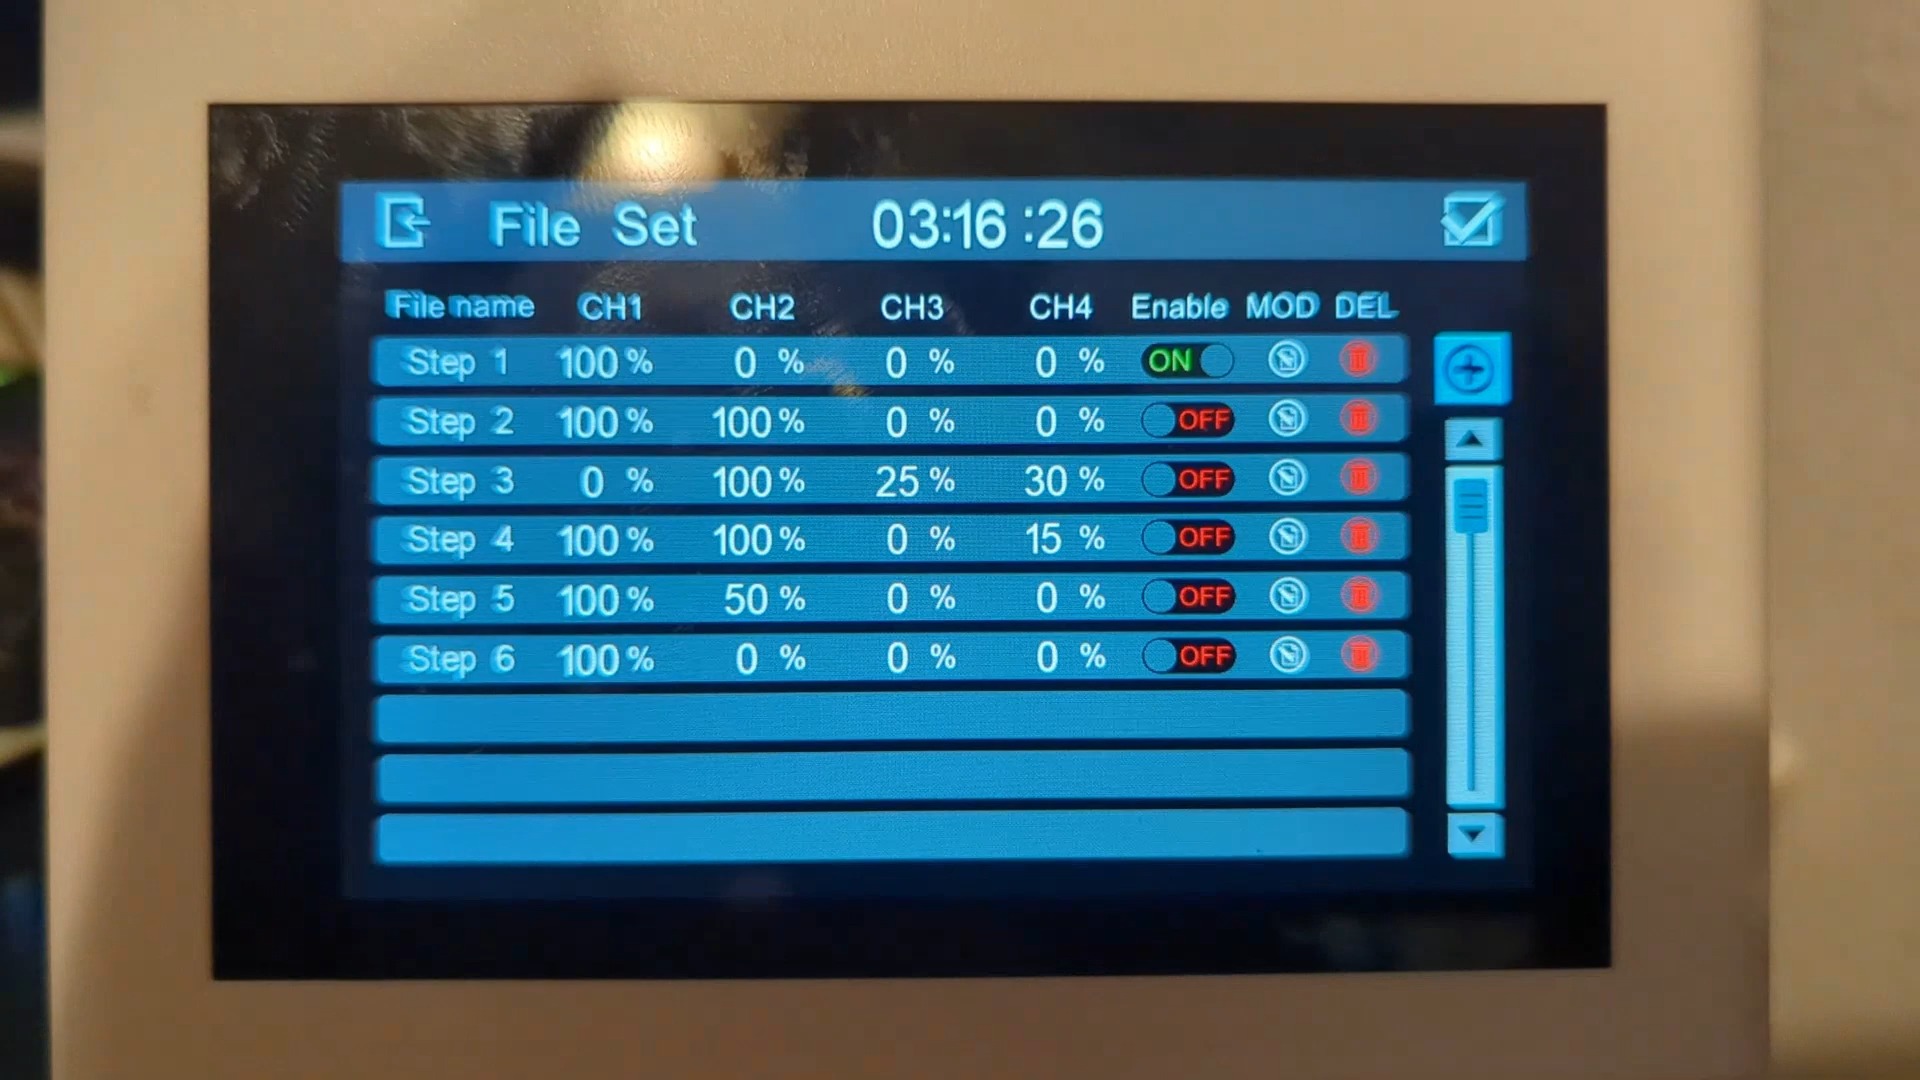 File Set 03:16 :26
File name CH1 CH2 CH3 CH4 Enable MOD DEL
Step 1 100 % 0 % 0 % 0 % ON
Step 2 100 % 100 % 0 % 0 % OFF
Step 3 0 % 100 % 25 % 30 % OFF
Step 4 100 % 100 % 0 % 15 % OFF
Step 5 100 % 50 % 0 % 0 % OFF
Step 6 100 % 0 % 0 % 0 % OFF